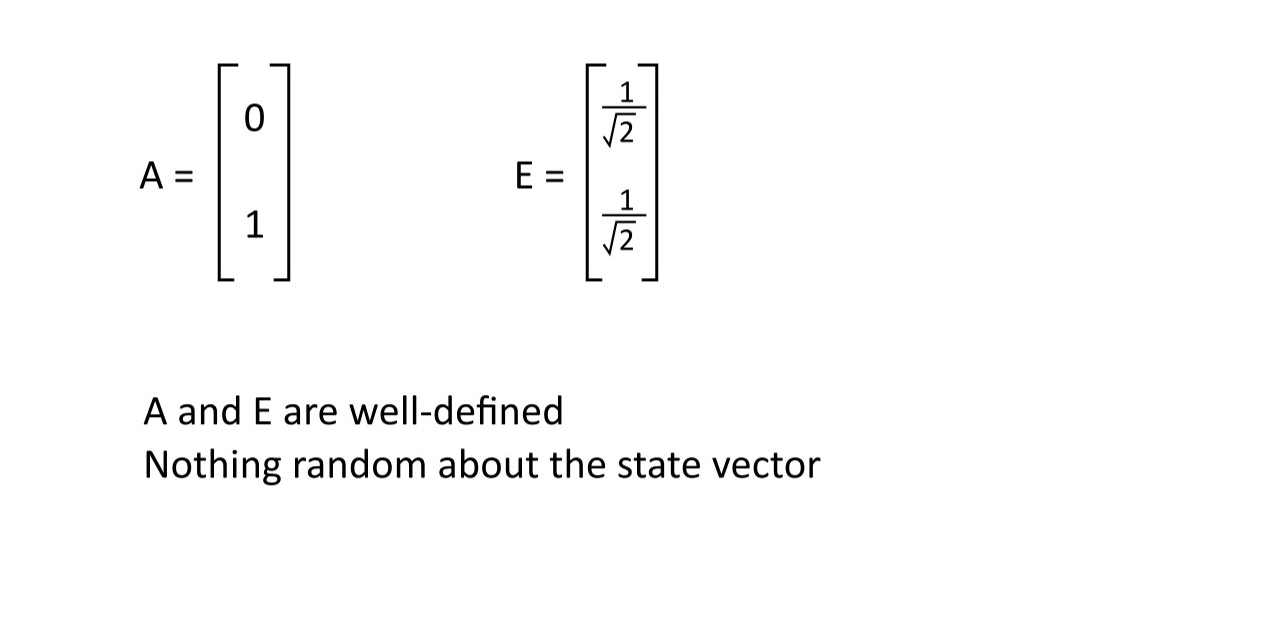 A = [ 0 1 ]
E = [ 1/√2 1/√2 ]
A and E are well-defined
Nothing random about the state vector